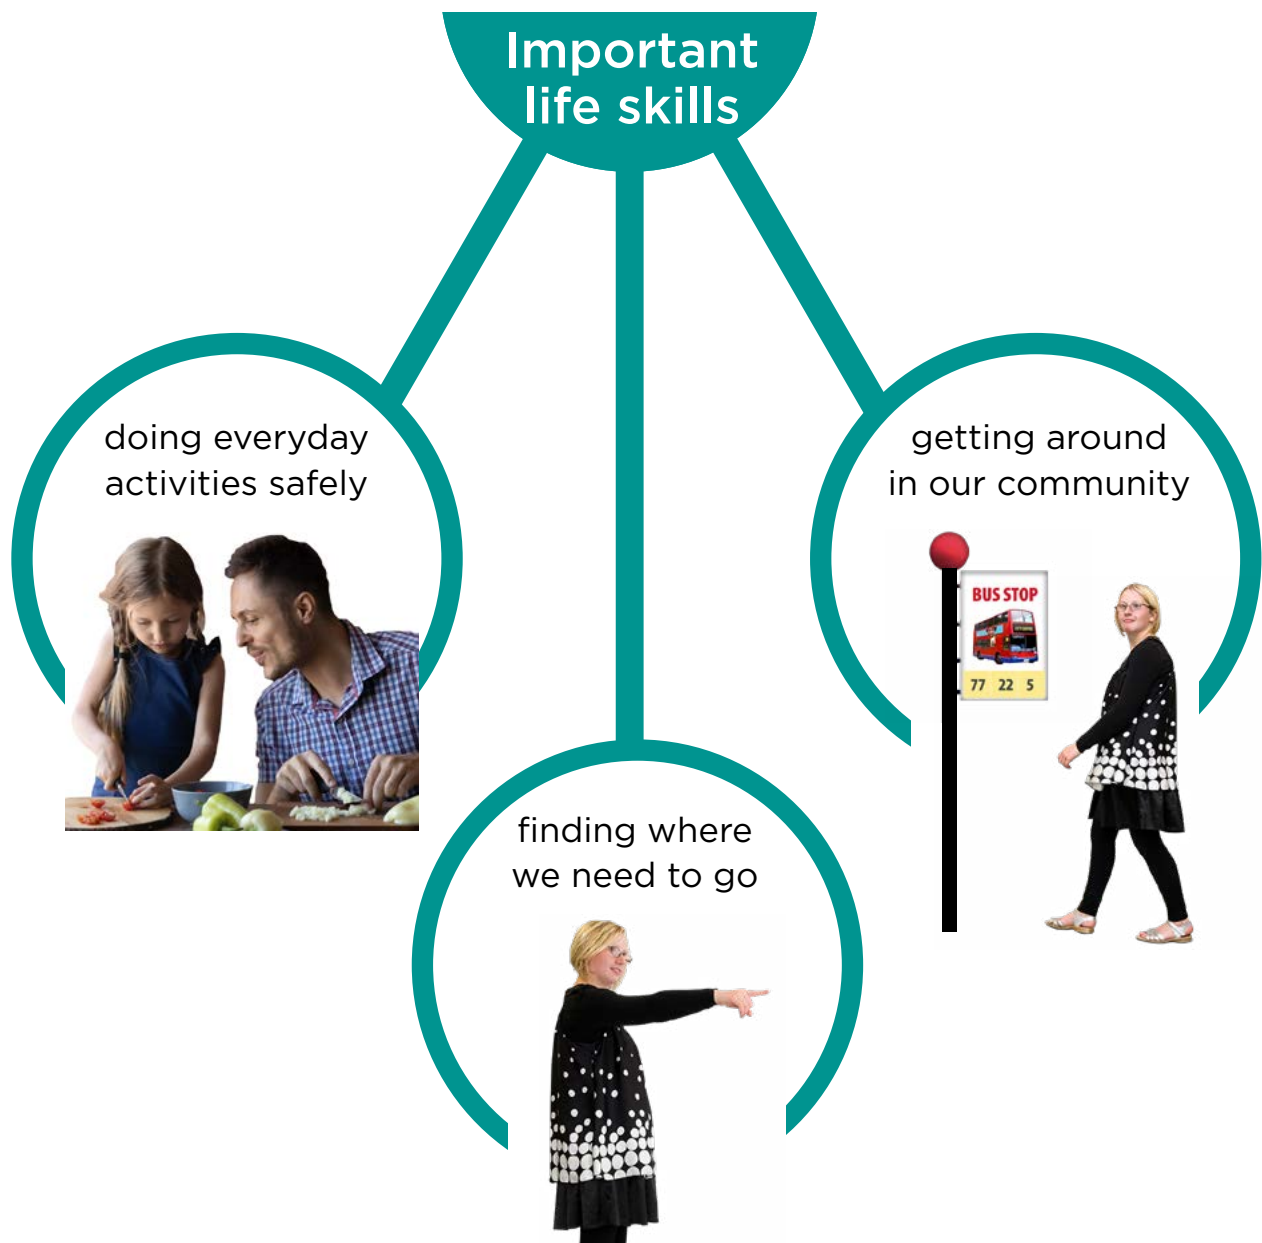 Important
life skills
doing everyday
activities safely
getting around
in our community
BUS STOP
77 22 5
finding where
we need to go